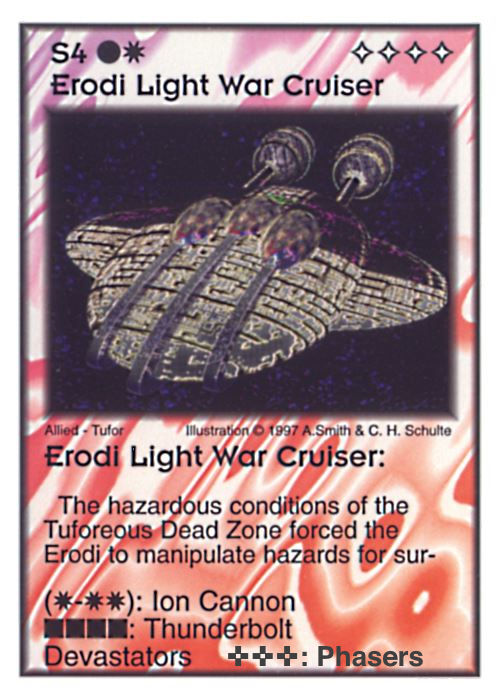 S4 ●✷ ✧✧✧✧
Erodi Light War Cruiser
Allied - Tufor Illustration © 1997 A.Smith & C. H. Schulte
Erodi Light War Cruiser:
The hazardous conditions of the
Tuforeous Dead Zone forced the
Erodi to manipulate hazards for sur-
(✷-✷✷): Ion Cannon
■■■■: Thunderbolt
Devastators ✣✣✣: Phasers